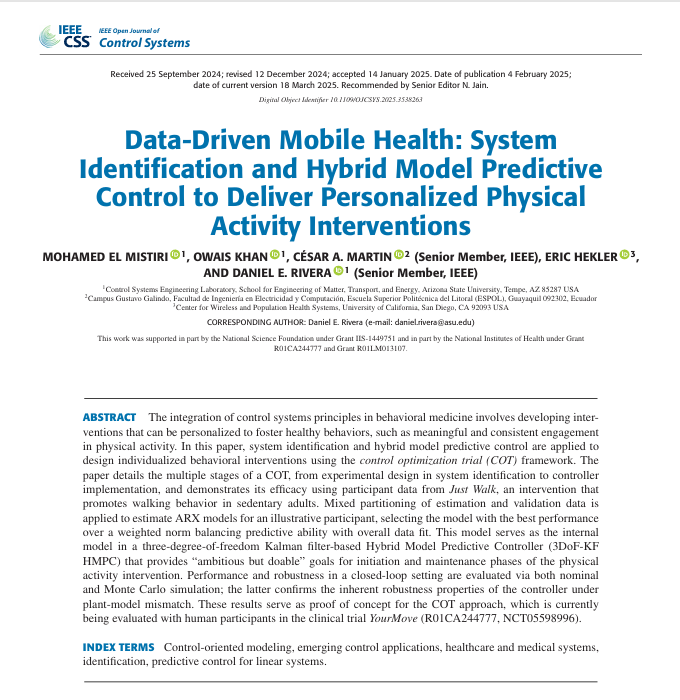 IEEE CSS IEEE Open Journal of Control Systems
Received 25 September 2024; revised 12 December 2024; accepted 14 January 2025. Date of publication 4 February 2025;
date of current version 18 March 2025. Recommended by Senior Editor N. Jain.
Digital Object Identifier 10.1109/OJCSYS.2025.3538263
Data-Driven Mobile Health: System
Identification and Hybrid Model Predictive
Control to Deliver Personalized Physical
Activity Interventions
MOHAMED EL MISTIRI 1, OWAIS KHAN 1, CÉSAR A. MARTIN 2 (Senior Member, IEEE), ERIC HEKLER 3,
AND DANIEL E. RIVERA 1 (Senior Member, IEEE)
1Control Systems Engineering Laboratory, School for Engineering of Matter, Transport, and Energy, Arizona State University, Tempe, AZ 85287 USA
2Campus Gustavo Galindo, Facultad de Ingeniería en Electricidad y Computación, Escuela Superior Politécnica del Litoral (ESPOL), Guayaquil 092302, Ecuador
3Center for Wireless and Population Health Systems, University of California, San Diego, CA 92093 USA
CORRESPONDING AUTHOR: Daniel E. Rivera (e-mail: daniel.rivera@asu.edu)
This work was supported in part by the National Science Foundation under Grant IIS-1449751 and in part by the National Institutes of Health under Grant
R01CA244777 and Grant R01LM013107.
ABSTRACT The integration of control systems principles in behavioral medicine involves developing inter-
ventions that can be personalized to foster healthy behaviors, such as meaningful and consistent engagement
in physical activity. In this paper, system identification and hybrid model predictive control are applied to
design individualized behavioral interventions using the control optimization trial (COT) framework. The
paper details the multiple stages of a COT, from experimental design in system identification to controller
implementation, and demonstrates its efficacy using participant data from Just Walk, an intervention that
promotes walking behavior in sedentary adults. Mixed partitioning of estimation and validation data is
applied to estimate ARX models for an illustrative participant, selecting the model with the best performance
over a weighted norm balancing predictive ability with overall data fit. This model serves as the internal
model in a three-degree-of-freedom Kalman filter-based Hybrid Model Predictive Controller (3DoF-KF
HMPC) that provides “ambitious but doable” goals for initiation and maintenance phases of the physical
activity intervention. Performance and robustness in a closed-loop setting are evaluated via both nominal
and Monte Carlo simulation; the latter confirms the inherent robustness properties of the controller under
plant-model mismatch. These results serve as proof of concept for the COT approach, which is currently
being evaluated with human participants in the clinical trial YourMove (R01CA244777, NCT05598996).
INDEX TERMS Control-oriented modeling, emerging control applications, healthcare and medical systems,
identification, predictive control for linear systems.